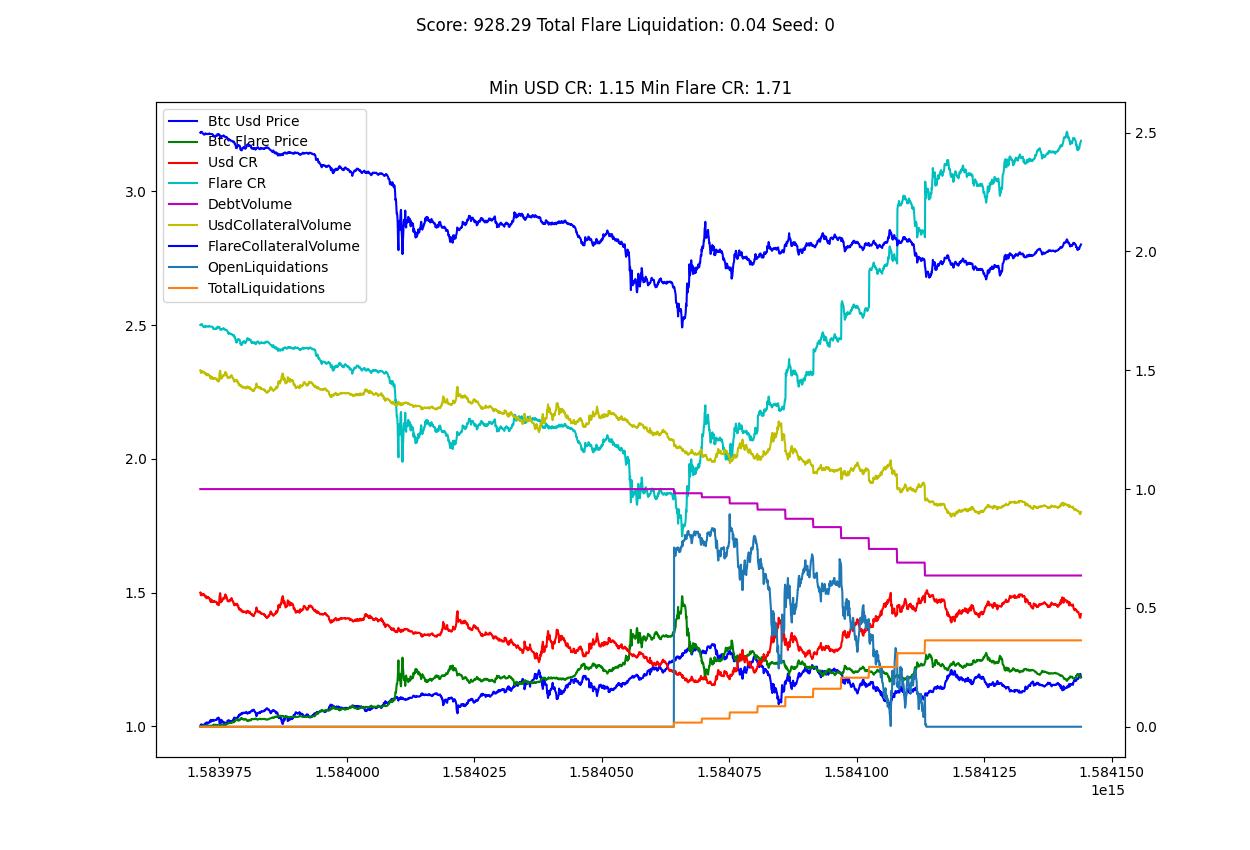 Score: 928.29 Total Flare Liquidation: 0.04 Seed: 0
Min USD CR: 1.15 Min Flare CR: 1.71
Btc Usd Price
Btc Flare Price
Usd CR
Flare CR
DebtVolume
UsdCollateralVolume
FlareCollateralVolume
OpenLiquidations
TotalLiquidations
3.0
2.5
2.0
1.5
1.0
2.5
2.0
1.5
1.0
0.5
0.0
1.583975 1.584000 1.584025 1.584050 1.584075 1.584100 1.584125 1.584150
1e15